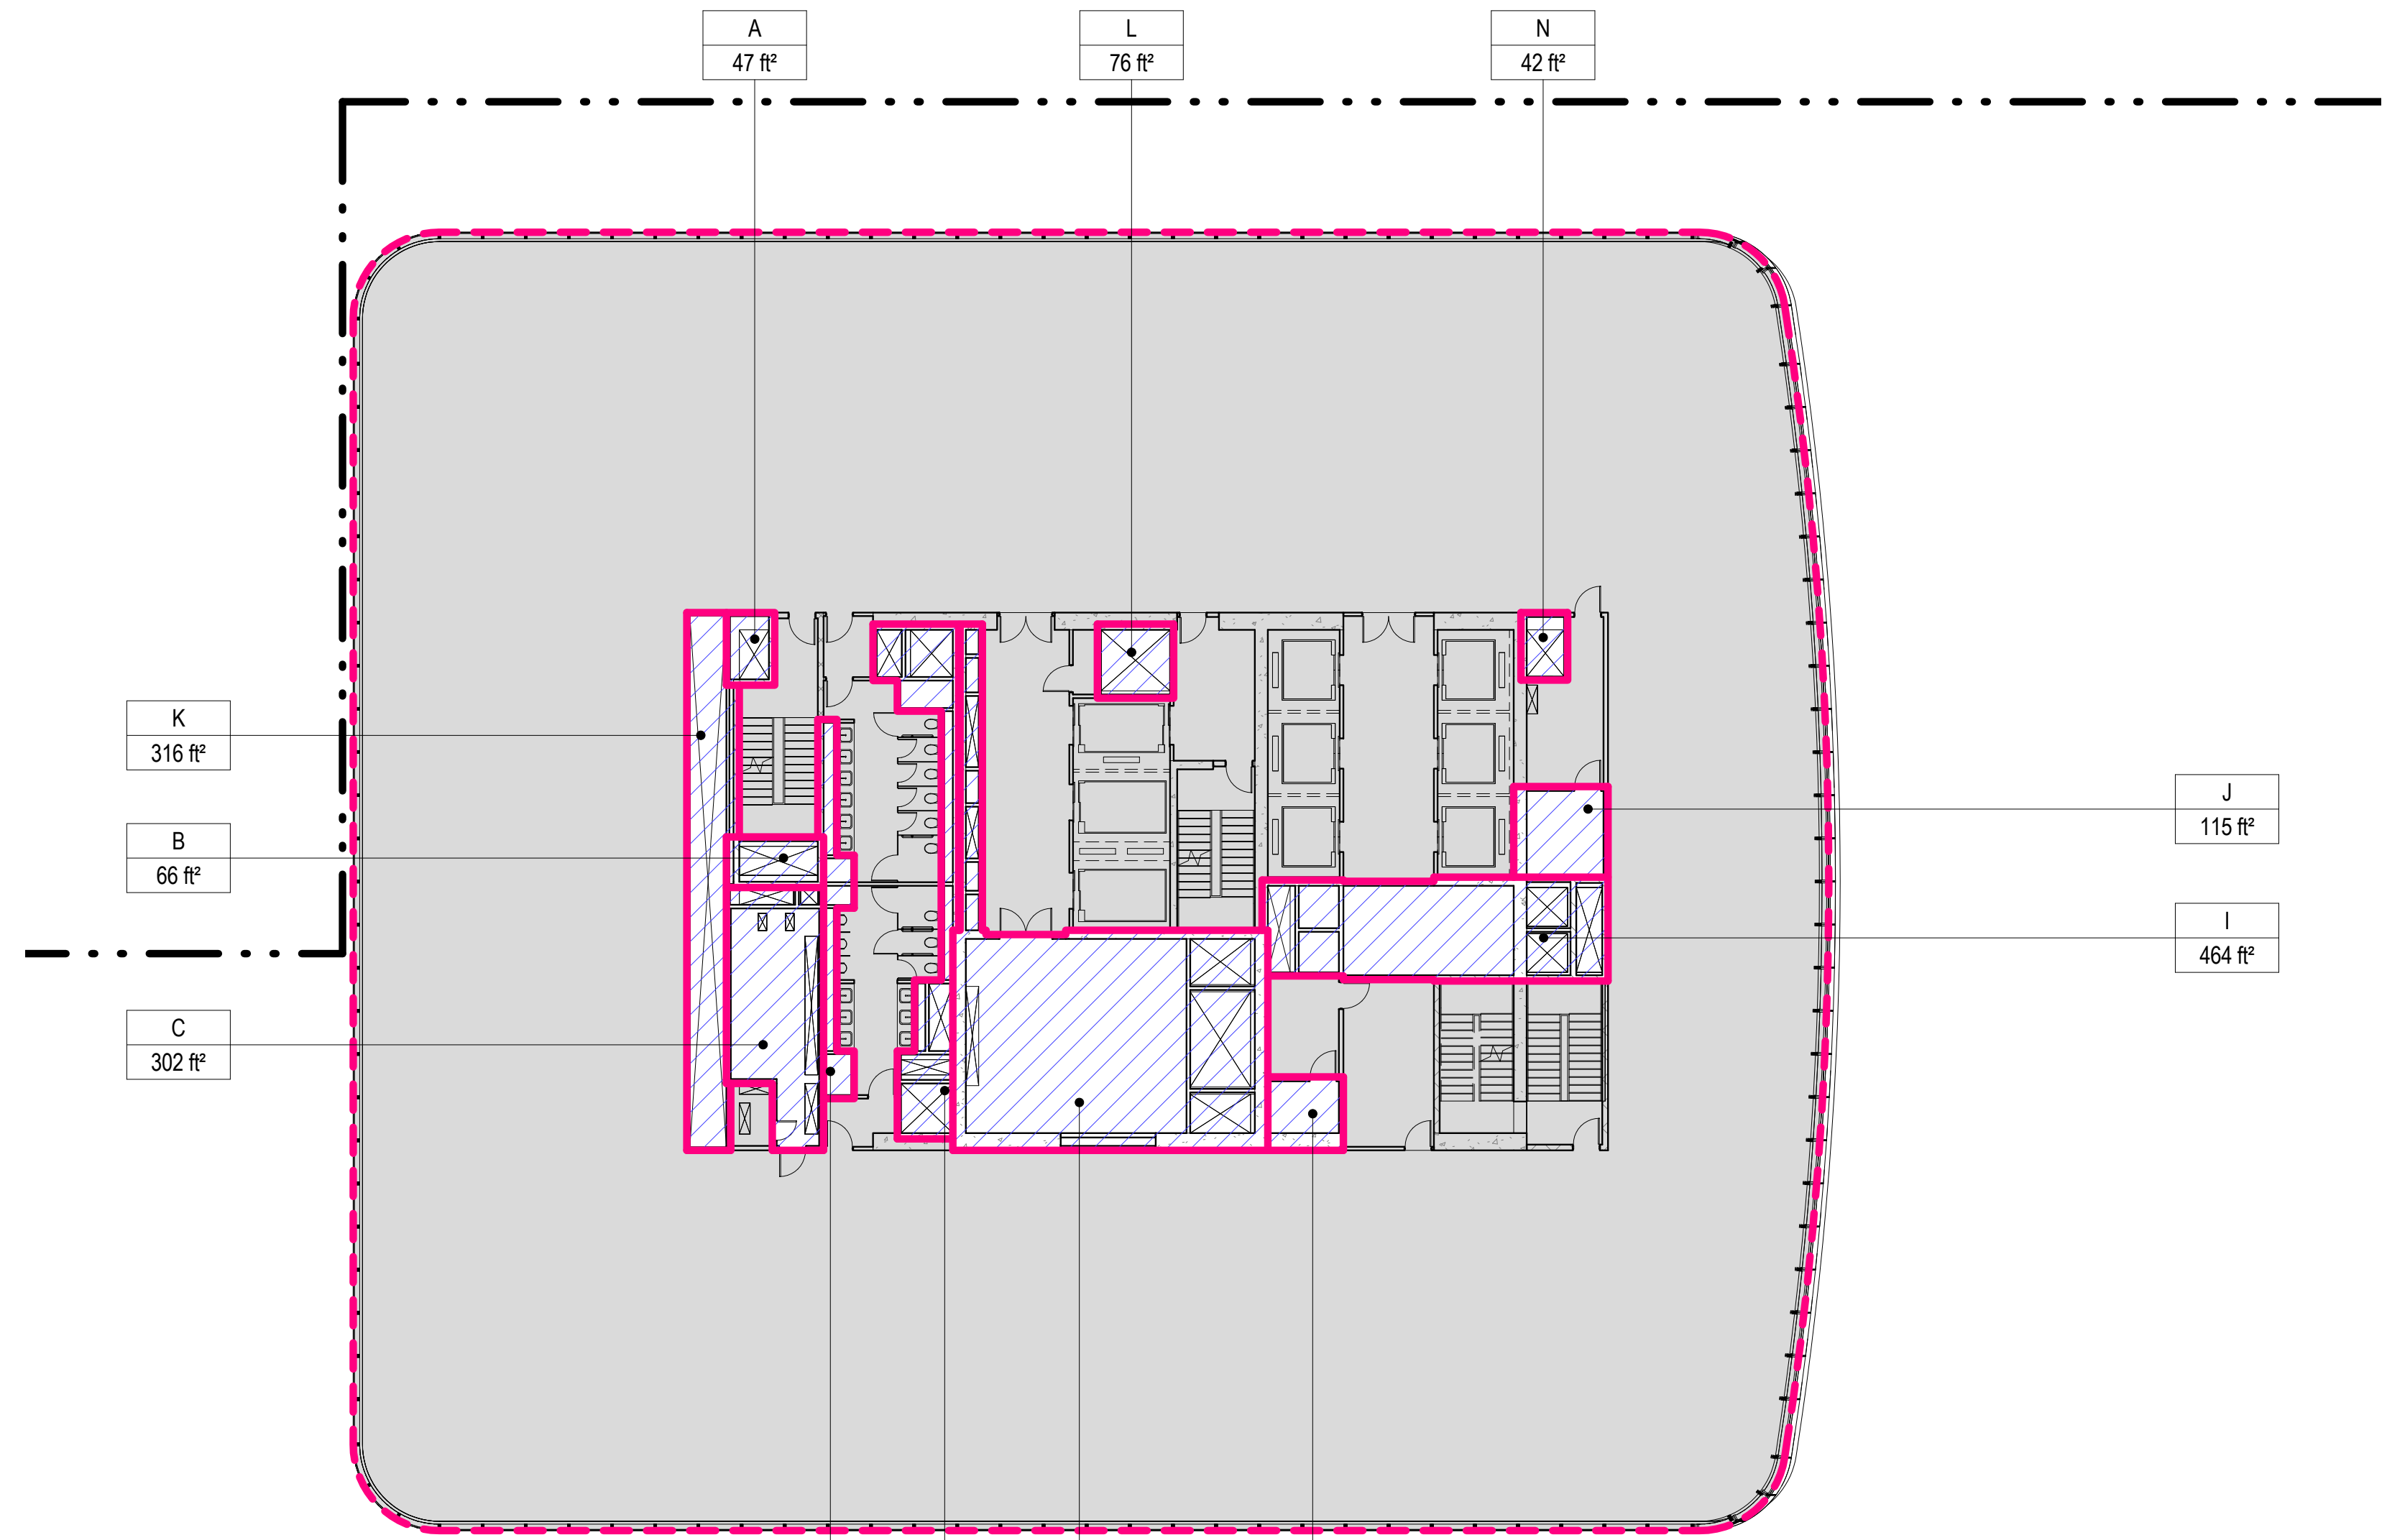 A
47 ft²
L
76 ft²
N
42 ft²
K
316 ft²
B
66 ft²
C
302 ft²
J
115 ft²
I
464 ft²